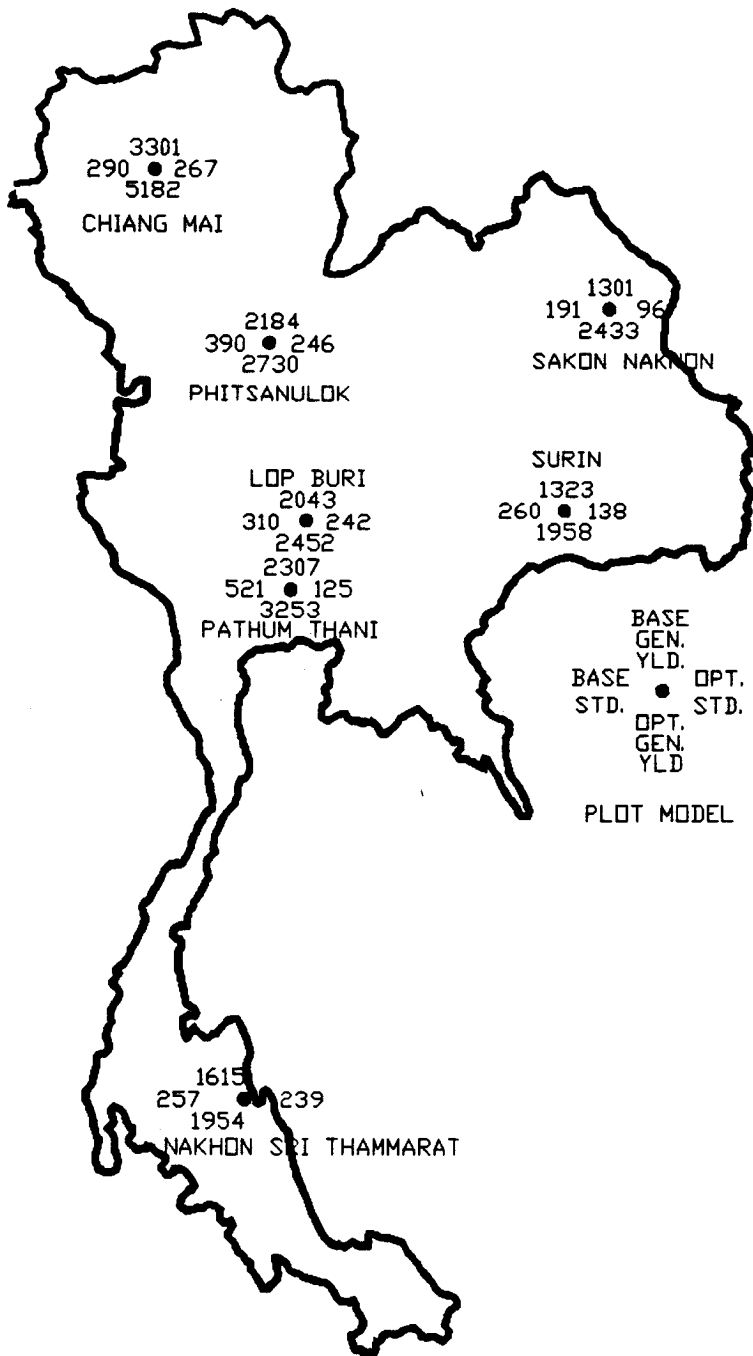 3301
290 267
5182
CHIANG MAI
1301
191 96
2433
SAKON NAKNON
2184
390 246
2730
PHITSANULOK
LOP BURI
2043
310 242
2452
SURIN
1323
260 138
1958
2307
521 125
3253
PATHUM THANI
BASE
GEN.
YLD.
BASE OPT.
STD. STD.
OPT.
GEN.
YLD
PLOT MODEL
1615
257 239
1954
NAKHON SRI THAMMARAT